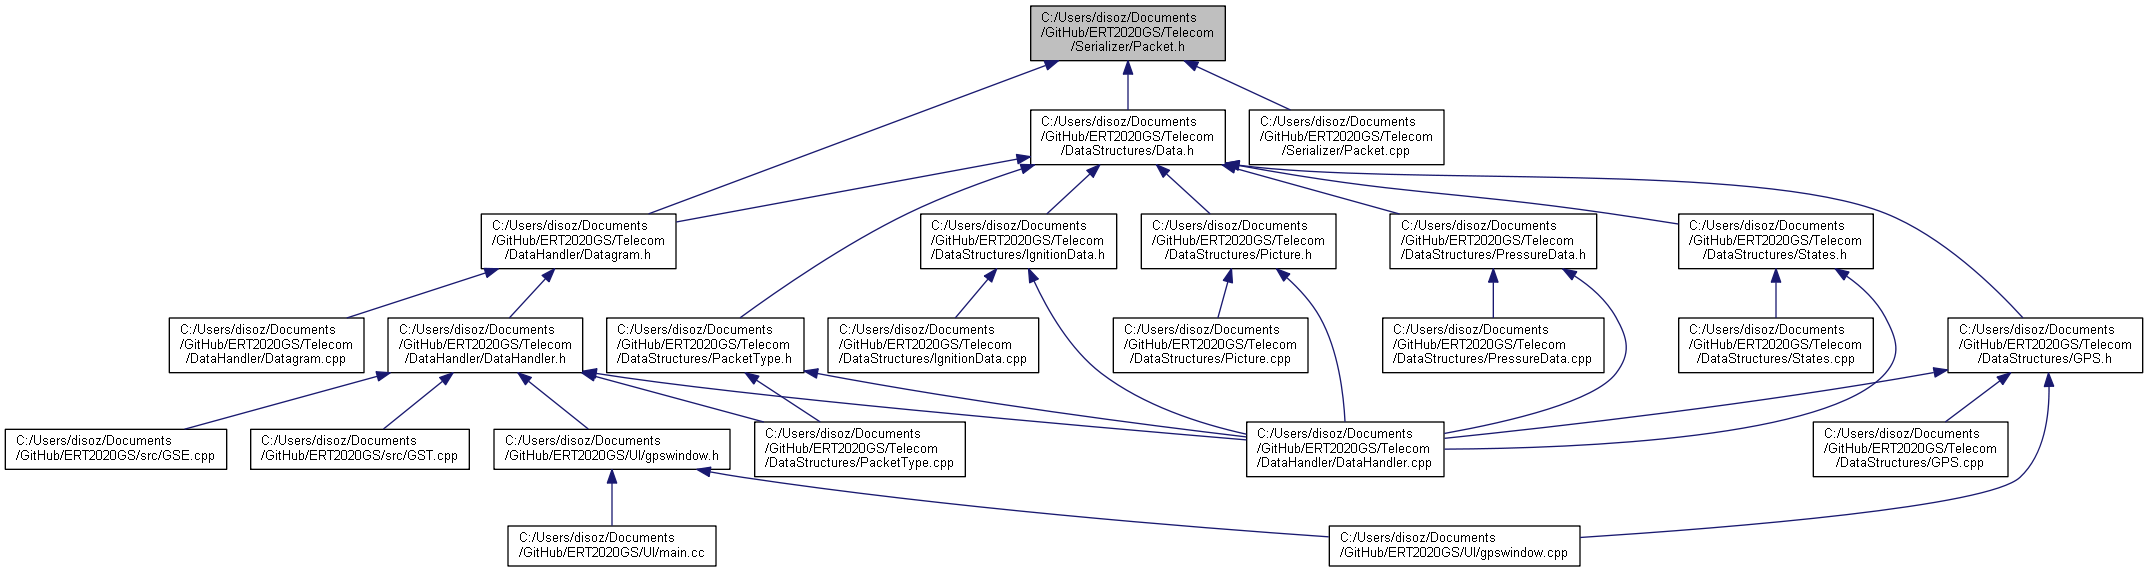 C:/Users/disoz/Documents
/GitHub/ERT2020GS/Telecom
/Serializer/Packet.h
C:/Users/disoz/Documents
/GitHub/ERT2020GS/Telecom
/DataStructures/Data.h
C:/Users/disoz/Documents
/GitHub/ERT2020GS/Telecom
/Serializer/Packet.cpp
C:/Users/disoz/Documents
/GitHub/ERT2020GS/Telecom
/DataHandler/Datagram.h
C:/Users/disoz/Documents
/GitHub/ERT2020GS/Telecom
/DataStructures/IgnitionData.h
C:/Users/disoz/Documents
/GitHub/ERT2020GS/Telecom
/DataStructures/Picture.h
C:/Users/disoz/Documents
/GitHub/ERT2020GS/Telecom
/DataStructures/PressureData.h
C:/Users/disoz/Documents
/GitHub/ERT2020GS/Telecom
/DataStructures/States.h
C:/Users/disoz/Documents
/GitHub/ERT2020GS/Telecom
/DataHandler/Datagram.cpp
C:/Users/disoz/Documents
/GitHub/ERT2020GS/Telecom
/DataHandler/DataHandler.h
C:/Users/disoz/Documents
/GitHub/ERT2020GS/Telecom
/DataStructures/PacketType.h
C:/Users/disoz/Documents
/GitHub/ERT2020GS/Telecom
/DataStructures/IgnitionData.cpp
C:/Users/disoz/Documents
/GitHub/ERT2020GS/Telecom
/DataStructures/Picture.cpp
C:/Users/disoz/Documents
/GitHub/ERT2020GS/Telecom
/DataStructures/PressureData.cpp
C:/Users/disoz/Documents
/GitHub/ERT2020GS/Telecom
/DataStructures/States.cpp
C:/Users/disoz/Documents
/GitHub/ERT2020GS/Telecom
/DataStructures/GPS.h
C:/Users/disoz/Documents
/GitHub/ERT2020GS/src/GSE.cpp
C:/Users/disoz/Documents
/GitHub/ERT2020GS/src/GST.cpp
C:/Users/disoz/Documents
/GitHub/ERT2020GS/UI/gpswindow.h
C:/Users/disoz/Documents
/GitHub/ERT2020GS/Telecom
/DataStructures/PacketType.cpp
C:/Users/disoz/Documents
/GitHub/ERT2020GS/Telecom
/DataHandler/DataHandler.cpp
C:/Users/disoz/Documents
/GitHub/ERT2020GS/Telecom
/DataStructures/GPS.cpp
C:/Users/disoz/Documents
/GitHub/ERT2020GS/UI/main.cc
C:/Users/disoz/Documents
/GitHub/ERT2020GS/UI/gpswindow.cpp